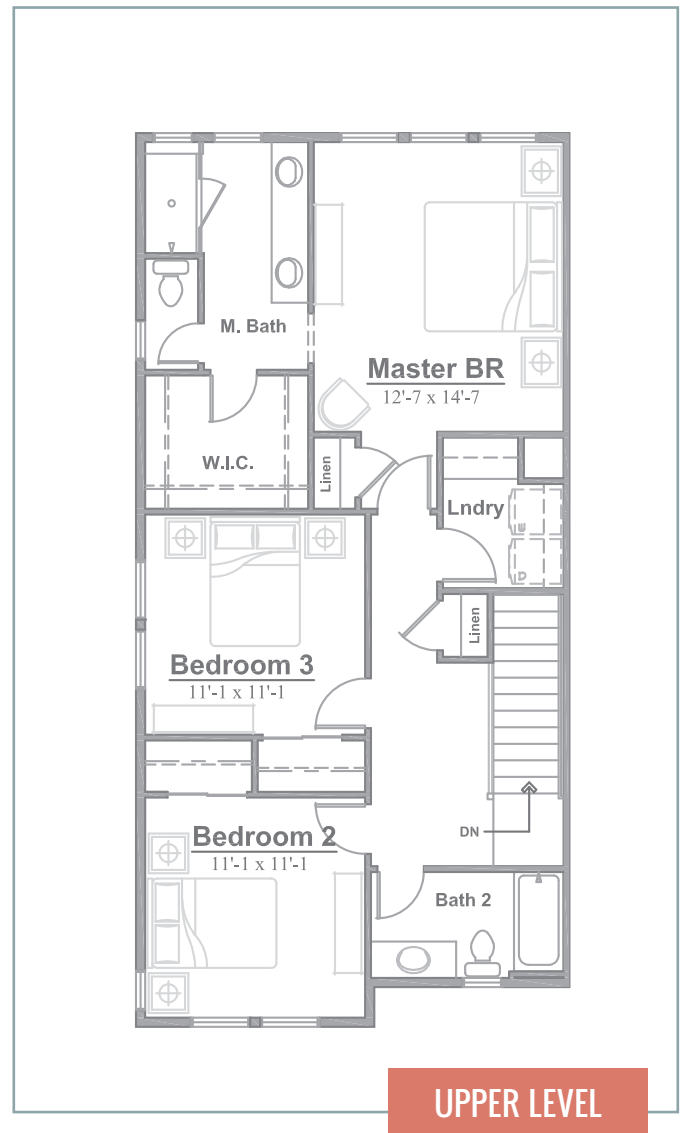 M. Bath
Master BR
12'-7 x 14'-7
W.I.C.
Linen
Lndry
E
D
Linen
Bedroom 3
11'-1 x 11'-1
DN
Bedroom 2
11'-1 x 11'-1
Bath 2
UPPER LEVEL